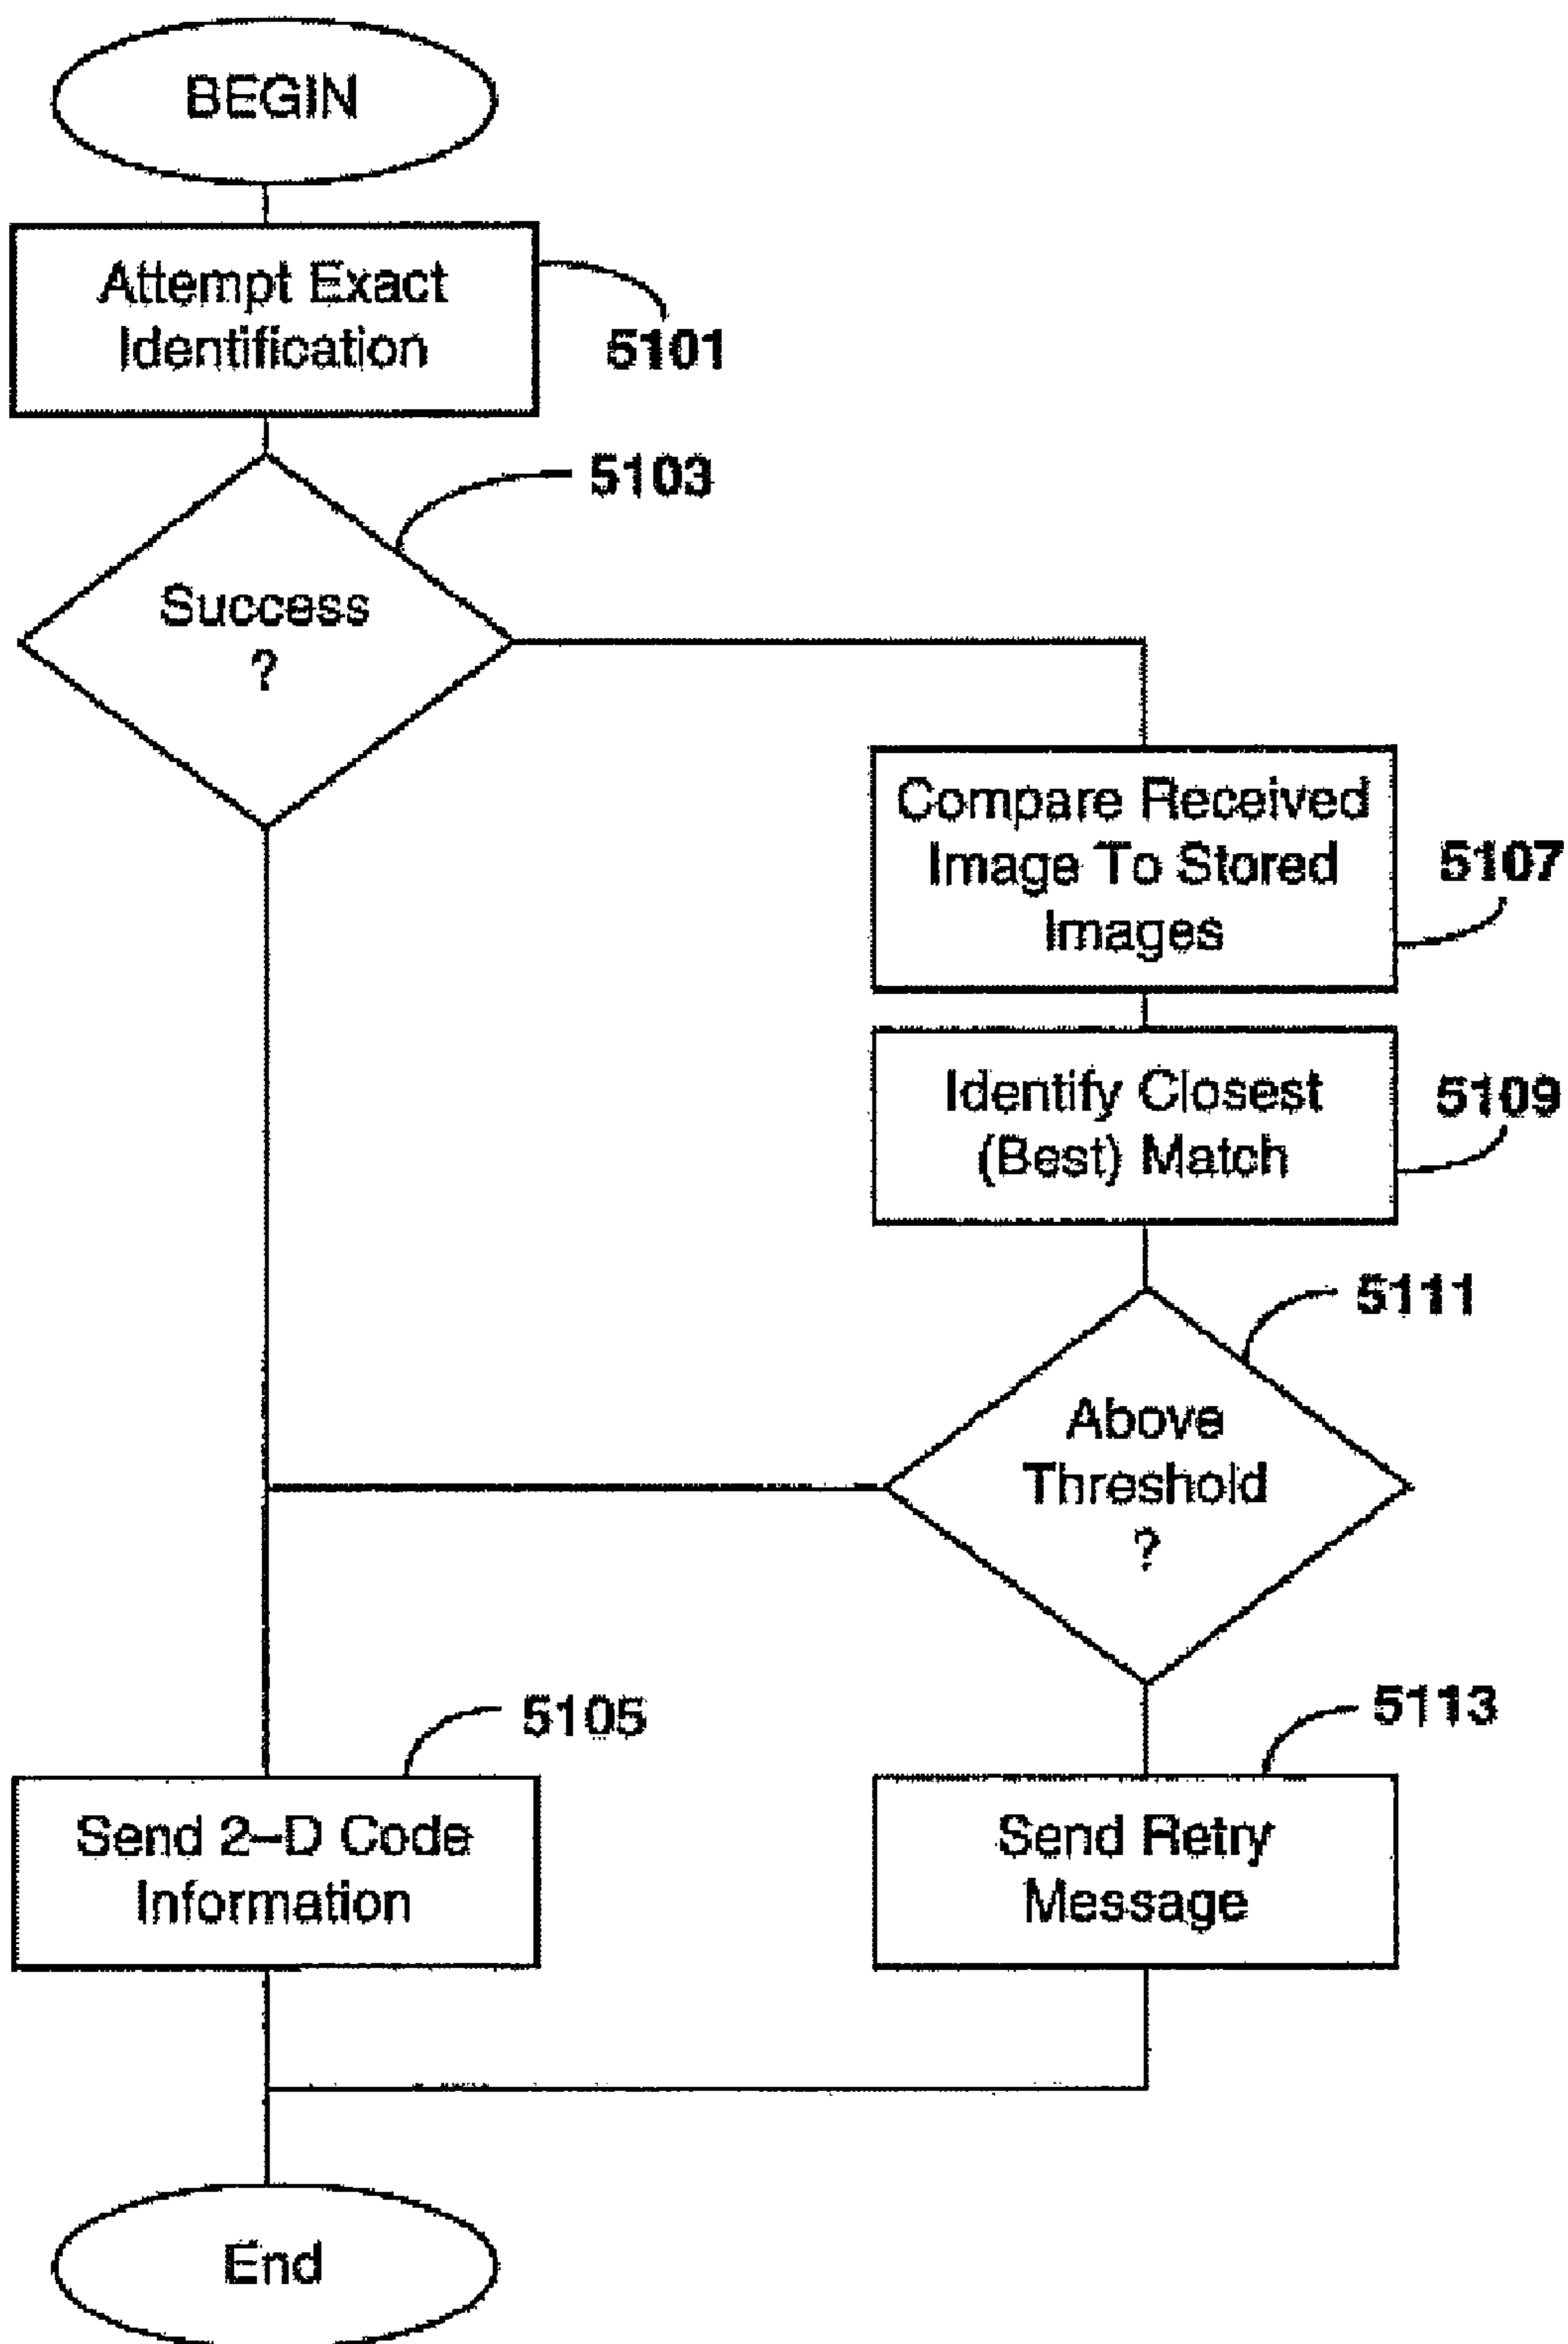 BEGIN
Attempt Exact
Identification
5101
5103
Success
?
Compare Received
Image To Stored
Images
5107
Identify Closest
(Best) Match
5109
5111
Above
Threshold
?
5105
Send 2–D Code
Information
5113
Send Retry
Message
End